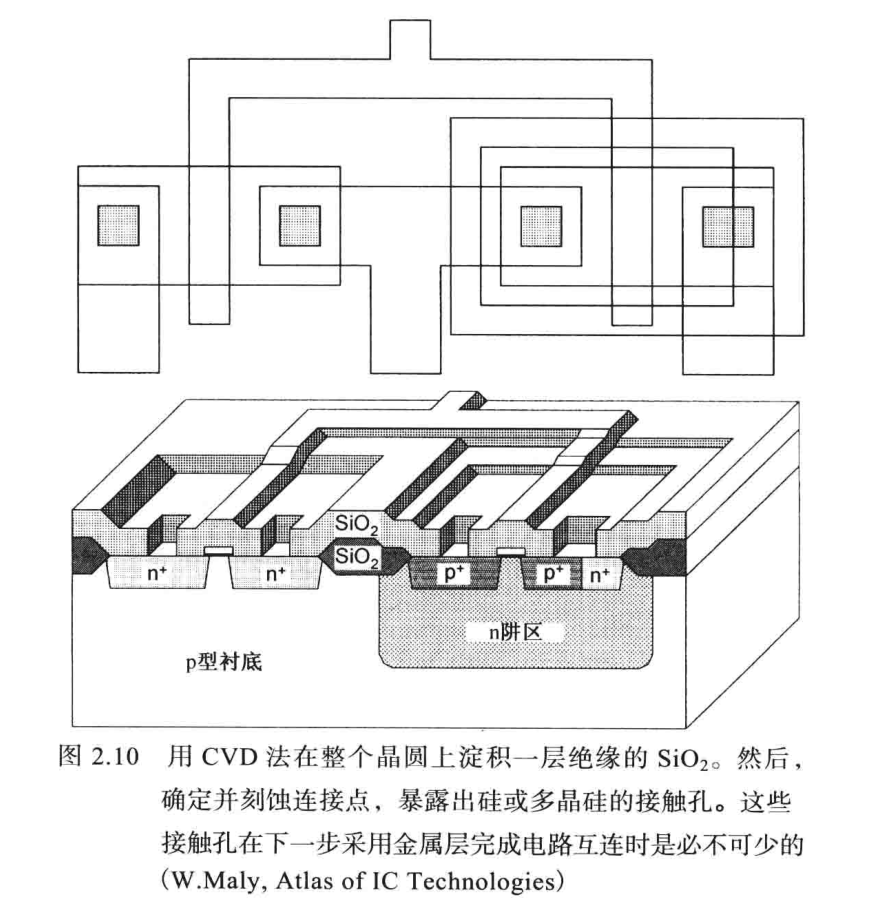 SiO₂
SiO₂
n⁺ n⁺ p⁺ p⁺ n⁺
n阱区
p型衬底
图 2.10 用 CVD 法在整个晶圆上淀积一层绝缘的 SiO₂。然后，
确定并刻蚀连接点，暴露出硅或多晶硅的接触孔。这些
接触孔在下一步采用金属层完成电路互连时是必不可少的
（W.Maly, Atlas of IC Technologies）